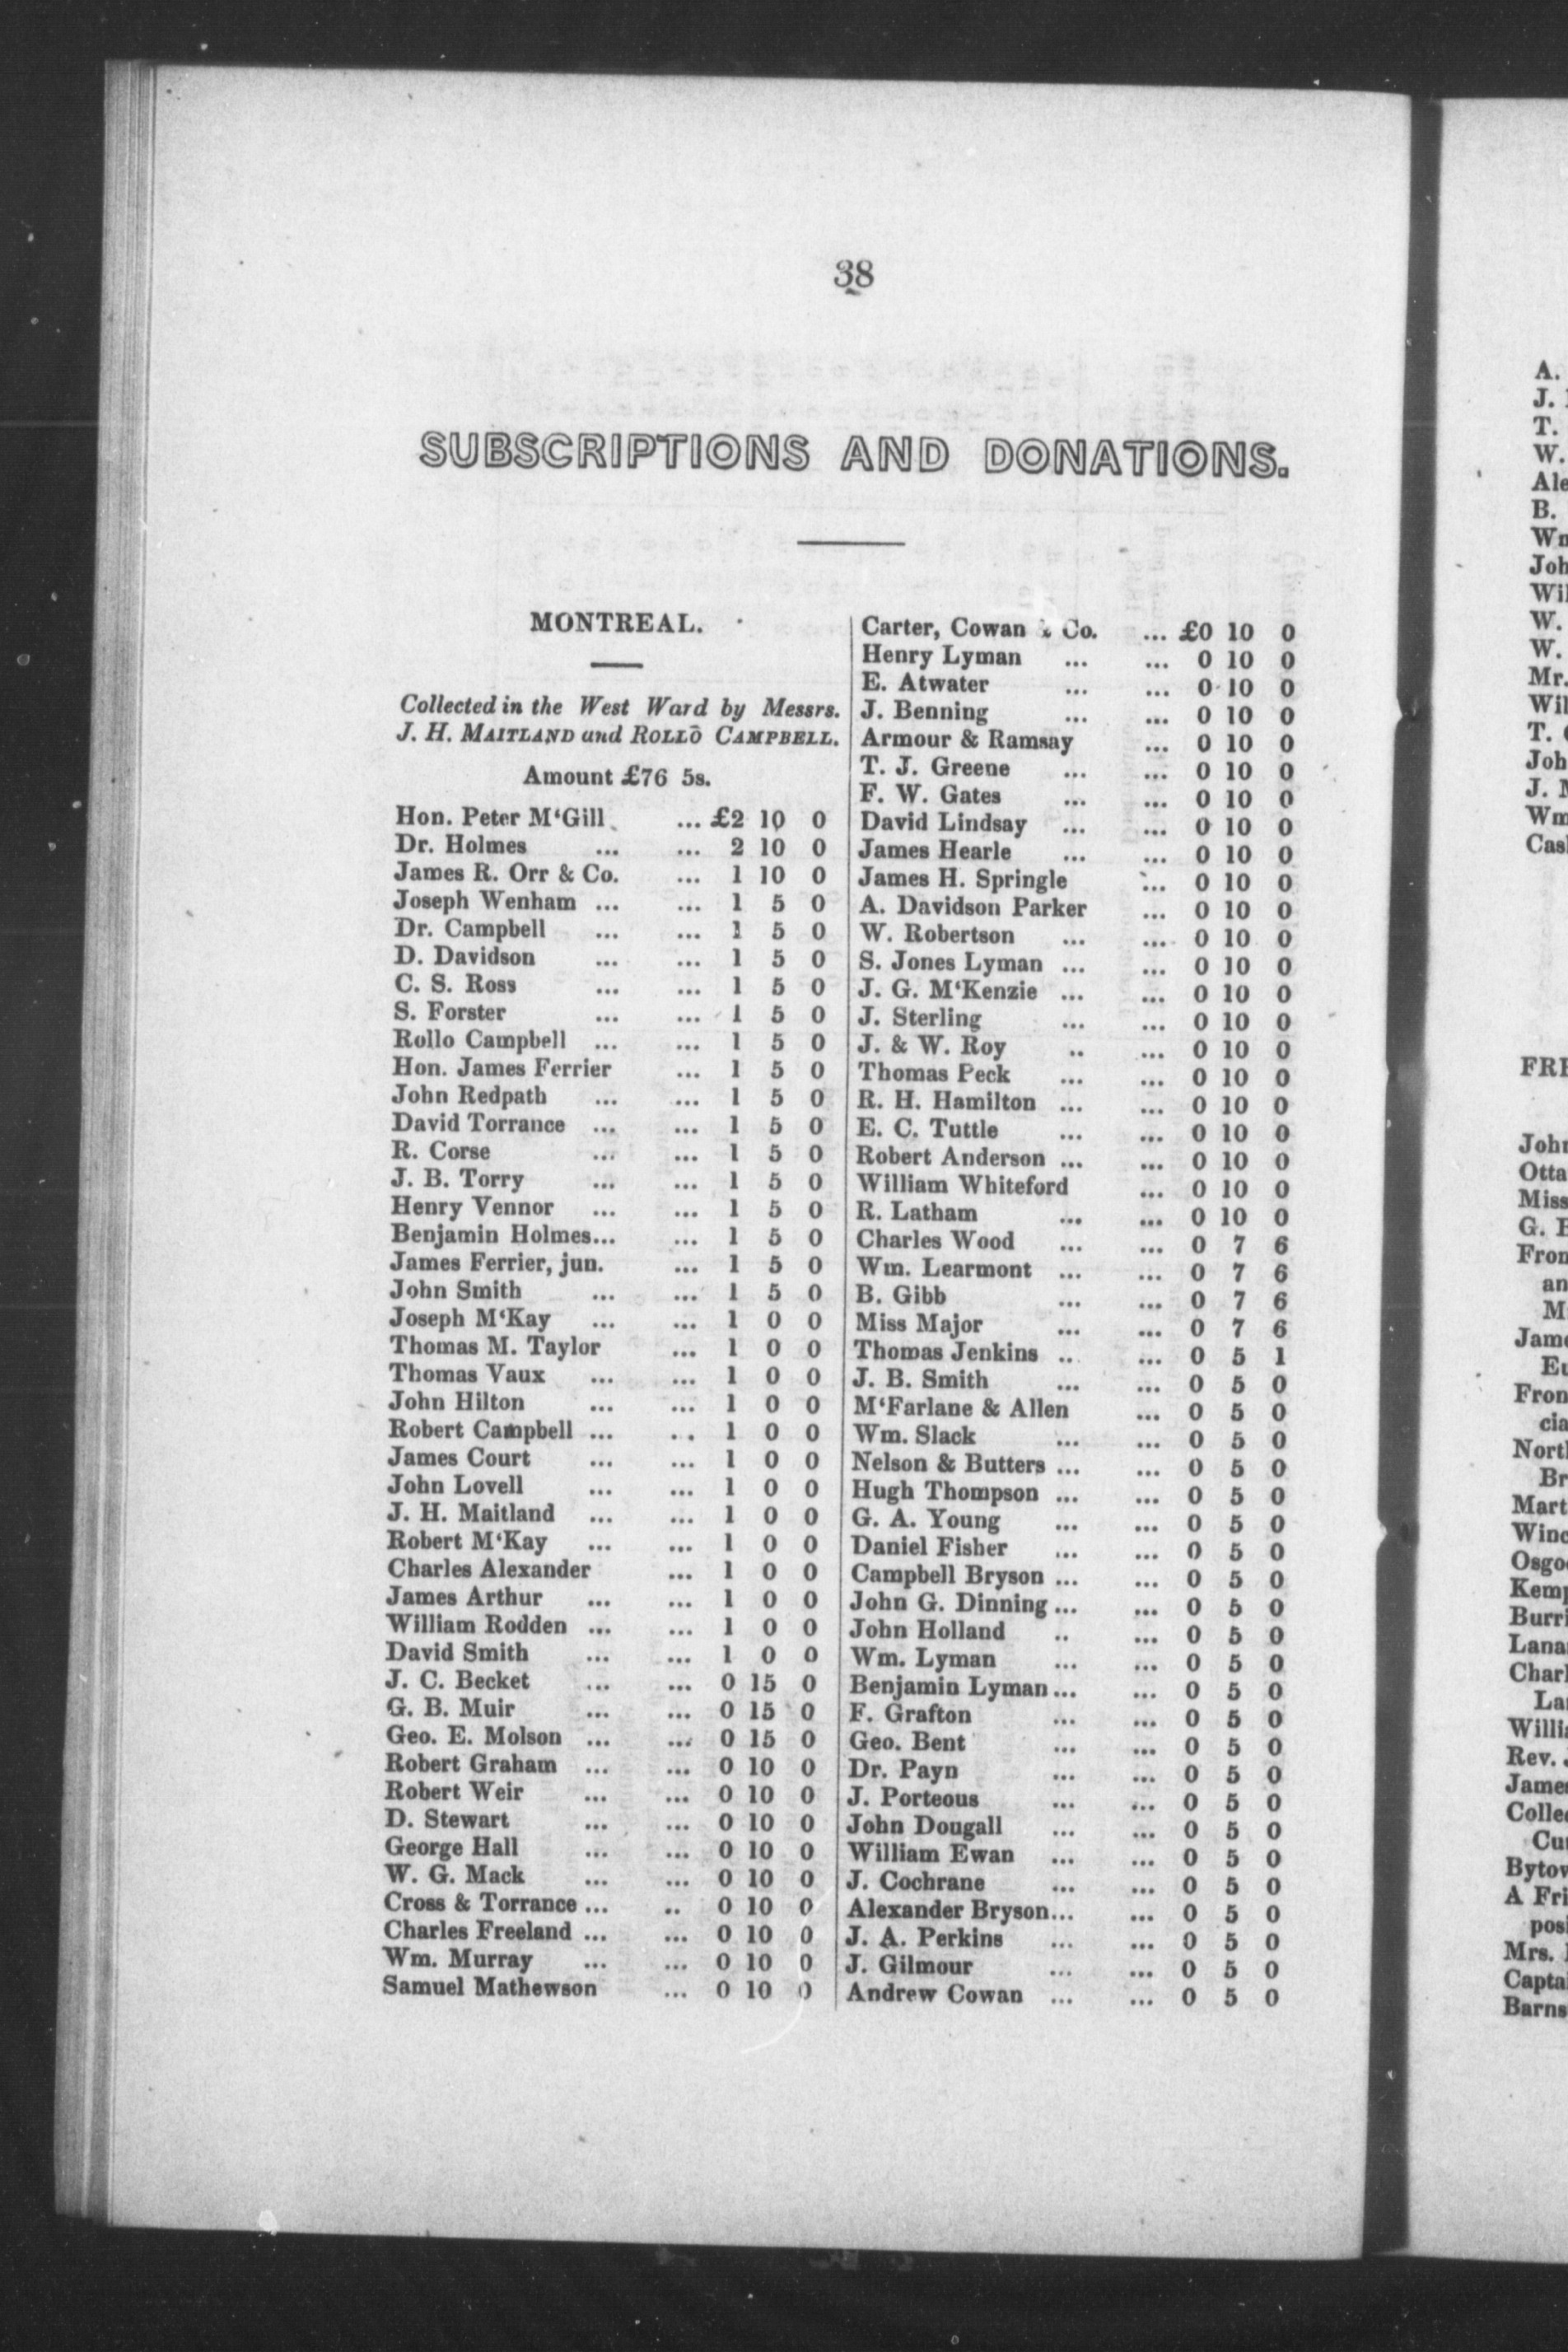 38
SUBSCRIPTIONS AND DONATIONS.
MONTREAL.
Collected in the West Ward by Messrs.
J. H. MAITLAND and ROLLO CAMPBELL.
Amount £76 5s.
Hon. Peter M‘Gill ... £2 10 0
Dr. Holmes ... ... 2 10 0
James R. Orr & Co. ... 1 10 0
Joseph Wenham ... ... 1 5 0
Dr. Campbell ... ... 1 5 0
D. Davidson ... ... 1 5 0
C. S. Ross ... ... 1 5 0
S. Forster ... ... 1 5 0
Rollo Campbell ... ... 1 5 0
Hon. James Ferrier ... 1 5 0
John Redpath ... ... 1 5 0
David Torrance ... ... 1 5 0
R. Corse ... ... 1 5 0
J. B. Torry ... ... 1 5 0
Henry Vennor ... ... 1 5 0
Benjamin Holmes... ... 1 5 0
James Ferrier, jun. ... 1 5 0
John Smith ... ... 1 5 0
Joseph M‘Kay ... ... 1 0 0
Thomas M. Taylor ... 1 0 0
Thomas Vaux ... ... 1 0 0
John Hilton ... ... 1 0 0
Robert Campbell ... ... 1 0 0
James Court ... ... 1 0 0
John Lovell ... ... 1 0 0
J. H. Maitland ... ... 1 0 0
Robert M‘Kay ... ... 1 0 0
Charles Alexander ... 1 0 0
James Arthur ... ... 1 0 0
William Rodden ... ... 1 0 0
David Smith ... ... 1 0 0
J. C. Becket ... ... 0 15 0
G. B. Muir ... ... 0 15 0
Geo. E. Molson ... ... 0 15 0
Robert Graham ... ... 0 10 0
Robert Weir ... ... 0 10 0
D. Stewart ... ... 0 10 0
George Hall ... ... 0 10 0
W. G. Mack ... ... 0 10 0
Cross & Torrance ... .. 0 10 0
Charles Freeland ... ... 0 10 0
Wm. Murray ... ... 0 10 0
Samuel Mathewson ... 0 10 0
Carter, Cowan & Co. ... £0 10 0
Henry Lyman ... ... 0 10 0
E. Atwater ... ... 0 10 0
J. Benning ... ... 0 10 0
Armour & Ramsay ... 0 10 0
T. J. Greene ... ... 0 10 0
F. W. Gates ... ... 0 10 0
David Lindsay ... ... 0 10 0
James Hearle ... ... 0 10 0
James H. Springle ... 0 10 0
A. Davidson Parker ... 0 10 0
W. Robertson ... ... 0 10 0
S. Jones Lyman ... ... 0 10 0
J. G. M‘Kenzie ... ... 0 10 0
J. Sterling ... ... 0 10 0
J. & W. Roy .. ... 0 10 0
Thomas Peck ... ... 0 10 0
R. H. Hamilton ... ... 0 10 0
E. C. Tuttle ... ... 0 10 0
Robert Anderson ... ... 0 10 0
William Whiteford ... 0 10 0
R. Latham ... ... 0 10 0
Charles Wood ... ... 0 7 6
Wm. Learmont ... ... 0 7 6
B. Gibb ... ... 0 7 6
Miss Major ... ... 0 7 6
Thomas Jenkins .. ... 0 5 1
J. B. Smith ... ... 0 5 0
M‘Farlane & Allen ... 0 5 0
Wm. Slack ... ... 0 5 0
Nelson & Butters ... ... 0 5 0
Hugh Thompson ... ... 0 5 0
G. A. Young ... ... 0 5 0
Daniel Fisher ... ... 0 5 0
Campbell Bryson ... ... 0 5 0
John G. Dinning ... ... 0 5 0
John Holland .. ... 0 5 0
Wm. Lyman ... ... 0 5 0
Benjamin Lyman ... ... 0 5 0
F. Grafton ... ... 0 5 0
Geo. Bent ... ... 0 5 0
Dr. Payn ... ... 0 5 0
J. Porteous ... ... 0 5 0
John Dougall ... ... 0 5 0
William Ewan ... ... 0 5 0
J. Cochrane ... ... 0 5 0
Alexander Bryson... ... 0 5 0
J. A. Perkins ... ... 0 5 0
J. Gilmour ... ... 0 5 0
Andrew Cowan ... ... 0 5 0
A.
J.
T.
W.
B.
W.
W.
Mr.
T.
J.
Miss
G.
Rev.
A
Mrs.